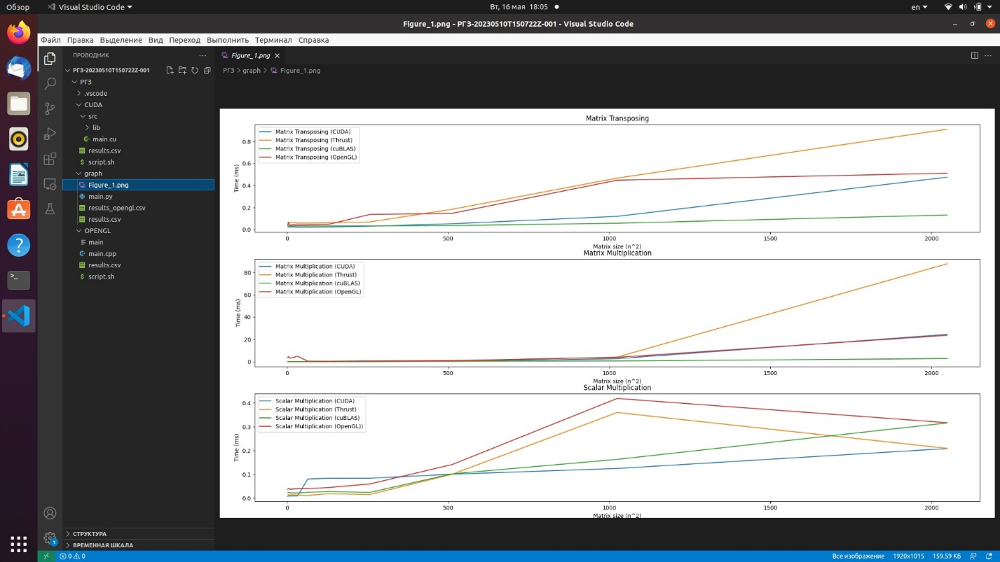 Обзор
Visual Studio Code
Вт, 16 мая 18:05
en
Figure_1.png - РГЗ-20230510T150722Z-001 - Visual Studio Code
Файл Правка Выделение Вид Переход Выполнить Терминал Справка
ПРОВОДНИК
РГЗ-20230510T150722Z-001
РГЗ
.vscode
CUDA
src
lib
main.cu
results.csv
$ script.sh
graph
Figure_1.png
main.py
results_opengl.csv
results.csv
OPENGL
main
main.cpp
results.csv
$ script.sh
СТРУКТУРА
ВРЕМЕННАЯ ШКАЛА
Figure_1.png
РГЗ > graph > Figure_1.png
Matrix Transposing
Matrix Transposing (CUDA)
Matrix Transposing (Thrust)
Matrix Transposing (cuBLAS)
Matrix Transposing (OpenGL)
Time (ms)
0.8
0.6
0.4
0.2
0.0
0 500 1000 1500 2000
Matrix size (n^2)
Matrix Multiplication
Matrix Multiplication (CUDA)
Matrix Multiplication (Thrust)
Matrix Multiplication (cuBLAS)
Matrix Multiplication (OpenGL)
Time (ms)
80
60
40
20
0
0 500 1000 1500 2000
Matrix size (n^2)
Scalar Multiplication
Scalar Multiplication (CUDA)
Scalar Multiplication (Thrust)
Scalar Multiplication (cuBLAS)
Scalar Multiplication (OpenGL))
Time (ms)
0.4
0.3
0.2
0.1
0.0
0 500 1000 1500 2000
Matrix size (n^2)
1
0 0
Все изображение 1920x1015 159.59 КБ